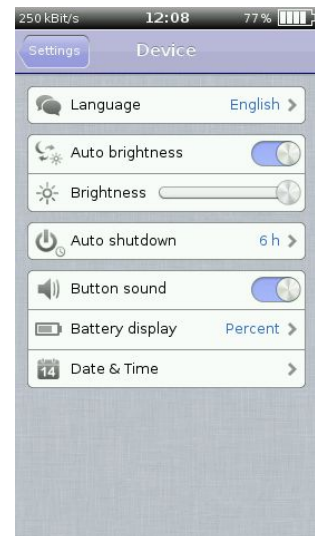 250 kBit/s 12:08 77%
Settings Device
Language English
Auto brightness
Brightness
Auto shutdown 6 h
Button sound
Battery display Percent
14 Date & Time